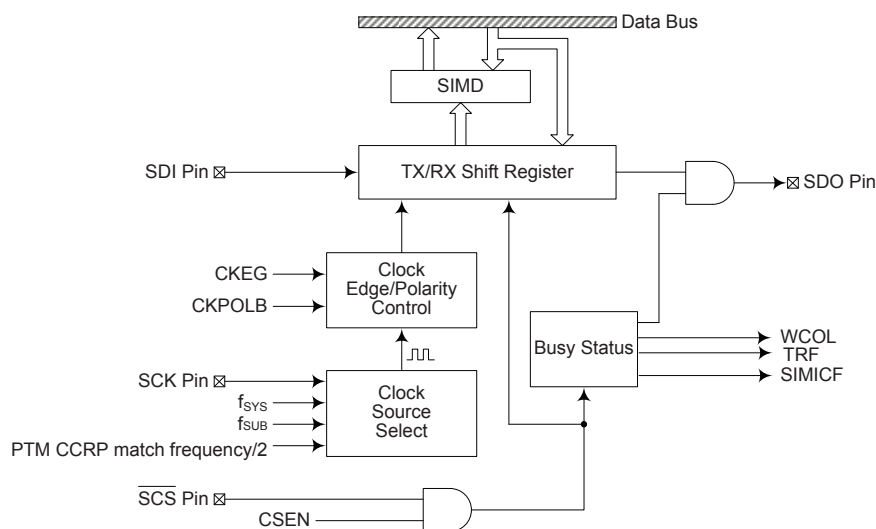 Data Bus
SIMD
SDI Pin
TX/RX Shift Register
SDO Pin
CKEG
CKPOLB
Clock
Edge/Polarity
Control
Busy Status
WCOL
TRF
SIMICF
SCK Pin
fSYS
fSUB
PTM CCRP match frequency/2
Clock
Source
Select
SCS Pin
CSEN